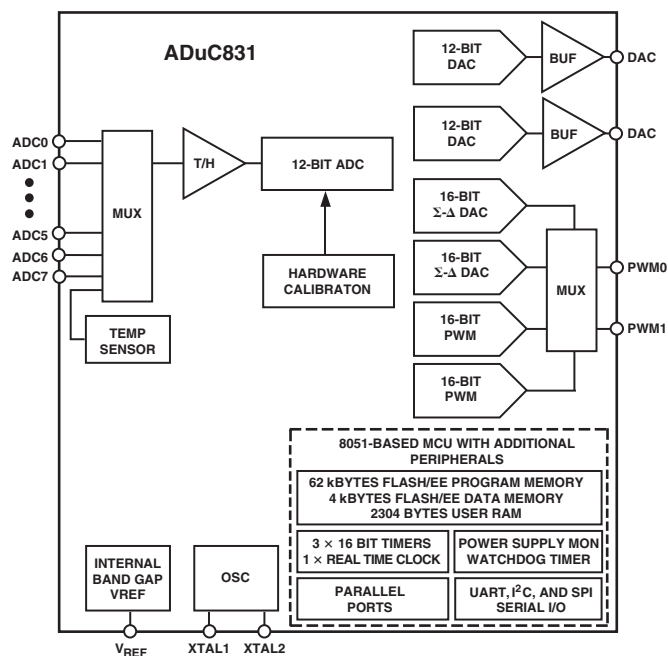 ADuC831
12-BIT
DAC
BUF
DAC
12-BIT
DAC
BUF
DAC
ADC0
ADC1
ADC5
ADC6
ADC7
MUX
T/H
12-BIT ADC
HARDWARE
CALIBRATON
TEMP
SENSOR
16-BIT
Σ-Δ DAC
16-BIT
Σ-Δ DAC
16-BIT
PWM
16-BIT
PWM
MUX
PWM0
PWM1
8051-BASED MCU WITH ADDITIONAL
PERIPHERALS
62 kBYTES FLASH/EE PROGRAM MEMORY
4 kBYTES FLASH/EE DATA MEMORY
2304 BYTES USER RAM
3 × 16 BIT TIMERS
1 × REAL TIME CLOCK
POWER SUPPLY MON
WATCHDOG TIMER
PARALLEL
PORTS
UART, I²C, AND SPI
SERIAL I/O
INTERNAL
BAND GAP
VREF
OSC
VREF
XTAL1
XTAL2